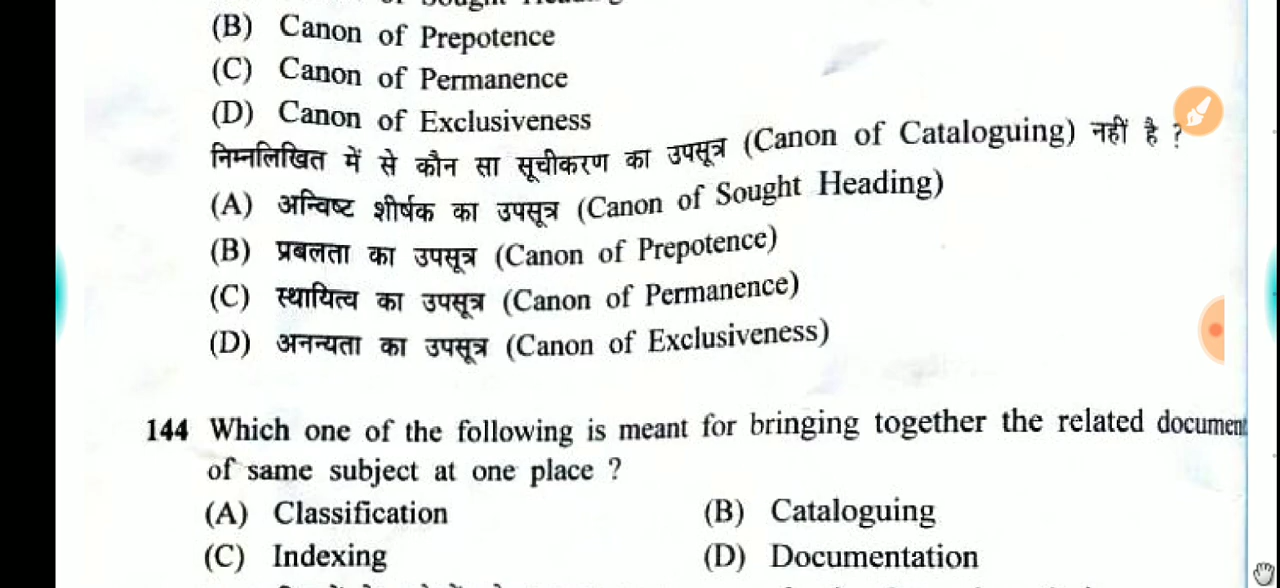 of Sought Heading
(B) Canon of Prepotence
(C) Canon of Permanence
(D) Canon of Exclusiveness
निम्नलिखित में से कौन सा सूचीकरण का उपसूत्र (Canon of Cataloguing) नहीं है ?
(A) अन्विष्ट शीर्षक का उपसूत्र (Canon of Sought Heading)
(B) प्रबलता का उपसूत्र (Canon of Prepotence)
(C) स्थायित्व का उपसूत्र (Canon of Permanence)
(D) अनन्यता का उपसूत्र (Canon of Exclusiveness)
144 Which one of the following is meant for bringing together the related document
of same subject at one place ?
(A) Classification (B) Cataloguing
(C) Indexing (D) Documentation